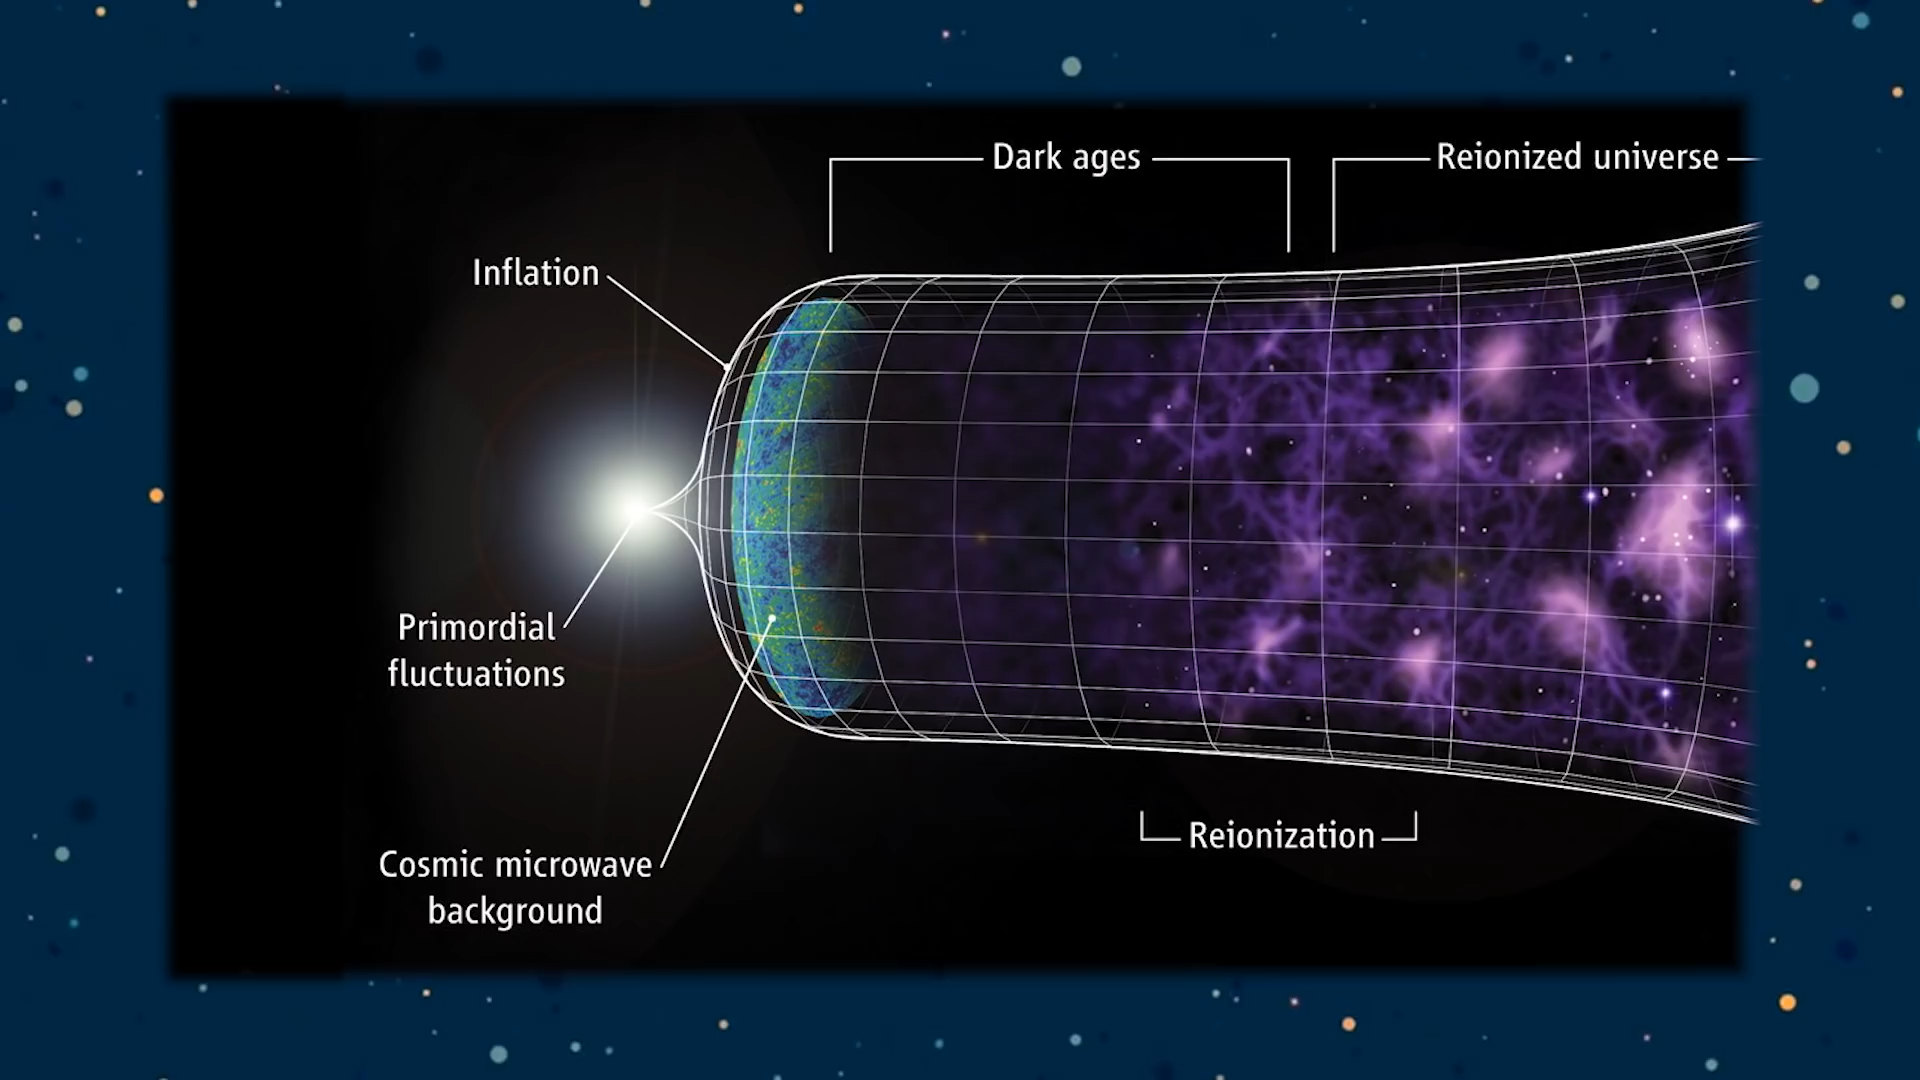 Dark ages
Reionized universe
Inflation
Primordial
fluctuations
Reionization
Cosmic microwave
background